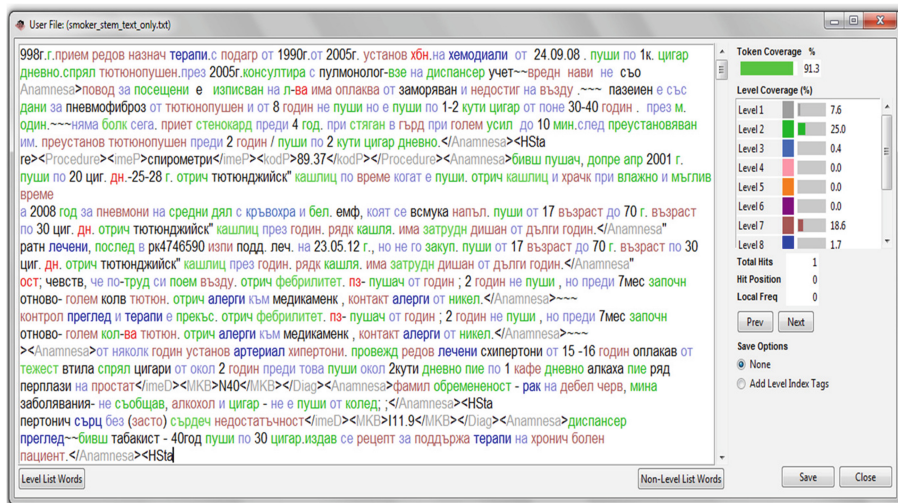 User File: (smoker_stem_text_only.txt)
998г.г.прием редов назнач терапи.с подагр от 1990г.от 2005г. установ хбн.на хемодиали от 24.09.08 . пуши по 1к. цигар
дневно.спрял тютюнопушен.през 2005г.консултира с пулмонолог-взе на диспансер учет~~вредн нави не съо
Anamnesa>повод за посещени е изписван на л-ва има оплаква от заморяван и недостиг на възду .~~~ пазеиен е със
дани за пневмофиброз от тютюнопушен и от 8 годин не пуши но е пуши по 1-2 кути цигар от поне 30-40 годин . през м.
один.~~~няма болк сега. приет стенокард преди 4 год. при стяган в гърд при голем усил до 10 мин.след преустановяван
им. преустанов тютюнопушен преди 2 годин / пуши по 2 кути цигар дневно.</Anamnesa><HSta
re><Procedure><imeP>спирометри</imeP><kodP>89.37</kodP></Procedure><Anamnesa>бивш пушач, допре апр 2001 г.
пуши по 20 циг. дн.-25-28 г. отрич тютюнджийск" кашлиц по време когат е пуши. отрич кашлиц и храчк при влажно и мъглив
време
а 2008 год за пневмони на средни дял с кръвохра и бел. емф, коят се всмука напъл. пуши от 17 възраст до 70 г. възраст
по 30 циг. дн. отрич тютюнджийск" кашлиц през годин. рядк кашля. има затрудн дишан от дълги годин.</Anamnesa"
ратн лечени, послед в рк4746590 изпи подд. леч. на 23.05.12 г., но не го закуп. пуши от 17 възраст до 70 г. възраст по 30
циг. дн. отрич тютюнджийск" кашлиц през годин. рядк кашля. има затрудн дишан от дълги годин.</Anamnesa"
ост; чевств, че по-труд си поем възду. отрич фебрилитет. пз- пушач от годин ; 2 годин не пуши , но преди 7мес започн
отново- голем колв тютюн. отрич алерги към медикаменк , контакт алерги от никел.</Anamnesa>~~~
контрол преглед и терапи е прекъс. отрич фебрилитет. пз- пушач от годин ; 2 годин не пуши , но преди 7мес започн
отново- голем кол-ва тютюн. отрич алерги към медикаменк , контакт алерги от никел.</Anamnesa>~~~
><Anamnesa>от няколк годин установ артериал хипертони. провежд редов лечени схипертони от 15 -16 годин оплакав от
тежест втила спрял цигари от окол 2 годин преди това пуши окол 2кути дневно пие по 1 кафе дневно алкаха пие ряд
перплази на простат</imeD><MKB>N40</MKB></Diag><Anamnesa>фамил обремененост - рак на дебел черв, мина
заболявания- не съобщав, алкохол и цигар - не е пуши от колед; ;</Anamnesa><HSta
пертонич сърц без (засто) сърдеч недостатъчност</imeD><MKB>I11.9</MKB></Diag><Anamnesa>диспансер
преглед~~бивш табакист - 40год пуши по 30 цигар.издав се рецепт за поддържа терапи на хронич болен
пациент.</Anamnesa><HSta
Level List Words
Non-Level List Words
Token Coverage %
91.3
Level Coverage (%)
Level 1 7.6
Level 2 25.0
Level 3 0.4
Level 4 0.0
Level 5 0.0
Level 6 0.0
Level 7 18.6
Level 8 1.7
Total Hits 1
Hit Position 0
Local Freq 0
Prev Next
Save Options
None
Add Level Index Tags
Save Close